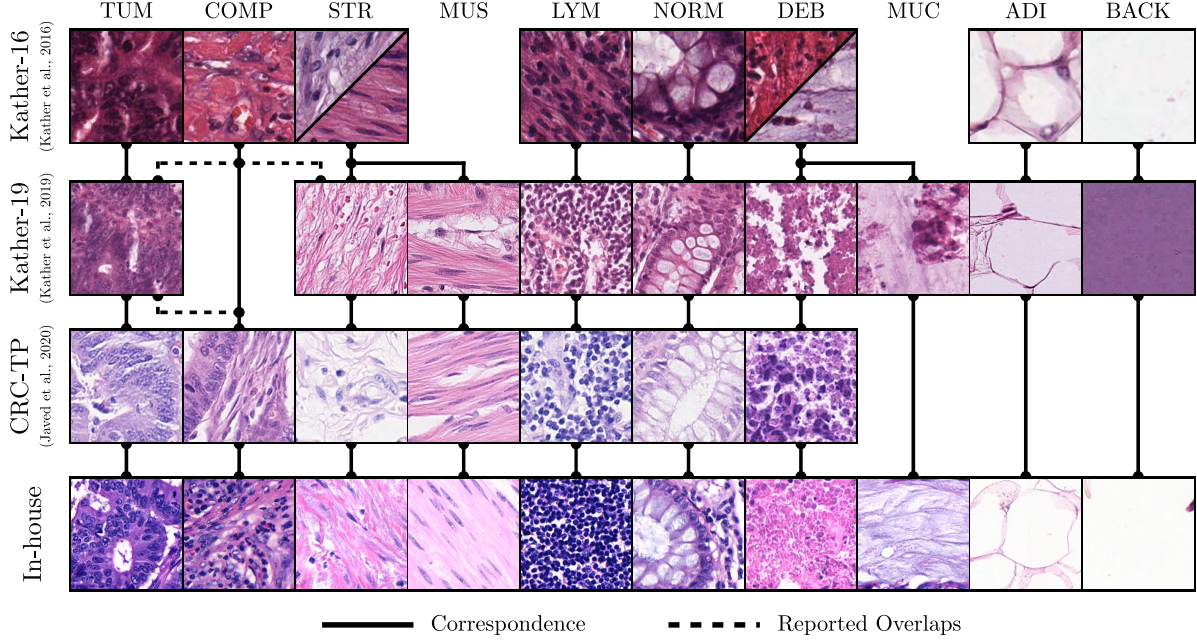 TUM COMP STR MUS LYM NORM DEB MUC ADI BACK
Kather-16
(Kather et al., 2016)
Kather-19
(Kather et al., 2019)
CRC-TP
(Javed et al., 2020)
In-house
Correspondence
Reported Overlaps